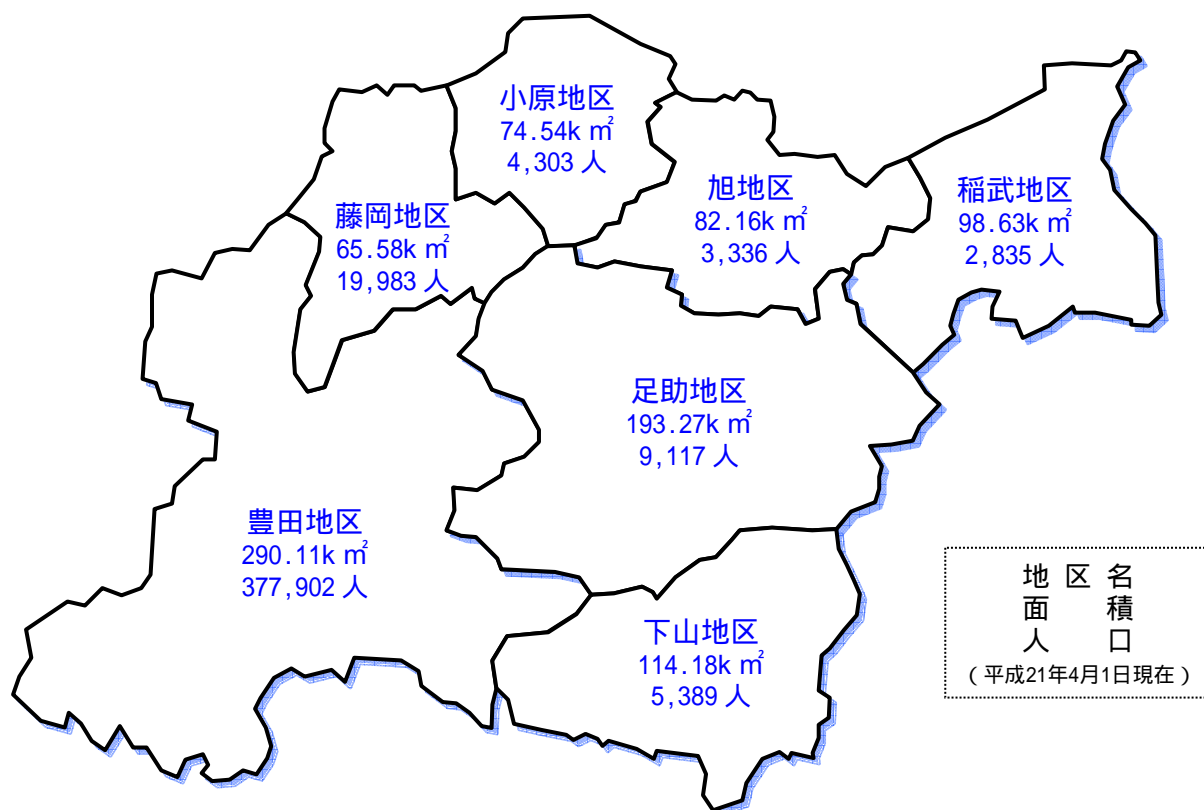 小原地区
74.54k㎡
4,303人
藤岡地区
65.58k㎡
19,983人
旭地区
82.16k㎡
3,336人
稲武地区
98.63k㎡
2,835人
足助地区
193.27k㎡
9,117人
豊田地区
290.11k㎡
377,902人
下山地区
114.18k㎡
5,389人
地区名
面積
人口
(平成21年4月1日現在)